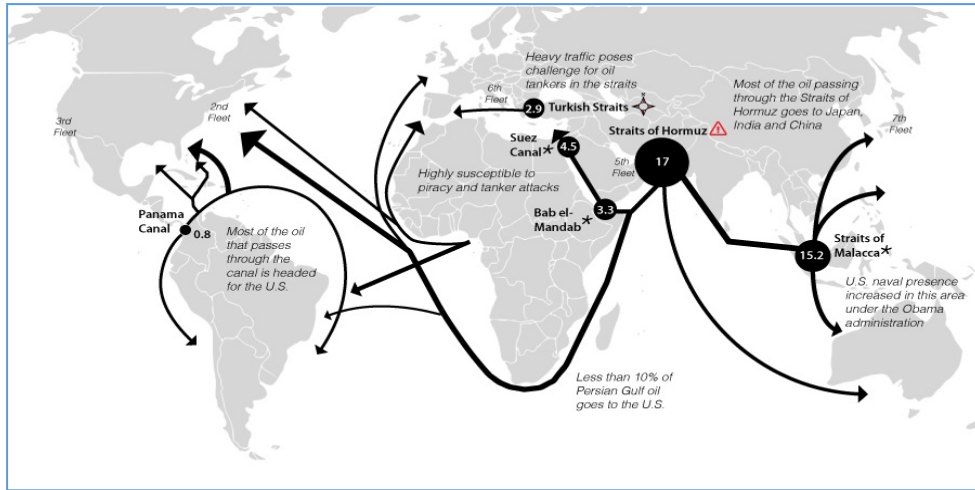 Heavy traffic poses
challenge for oil
tankers in the straits
6th
Fleet
2.9
Turkish Straits
Most of the oil passing
through the Straits of
Hormuz goes to Japan,
India and China
3rd
Fleet
2nd
Fleet
7th
Fleet
Suez
Canal*
4.5
Straits of Hormuz
!
17
5th
Fleet
Highly susceptible to
piracy and tanker attacks
Bab el-
Mandab*
3.3
Panama
Canal
0.8
Most of the oil
that passes
through the
canal is headed
for the U.S.
15.2
Straits of
Malacca*
U.S. naval presence
increased in this area
under the Obama
administration
Less than 10% of
Persian Gulf oil
goes to the U.S.